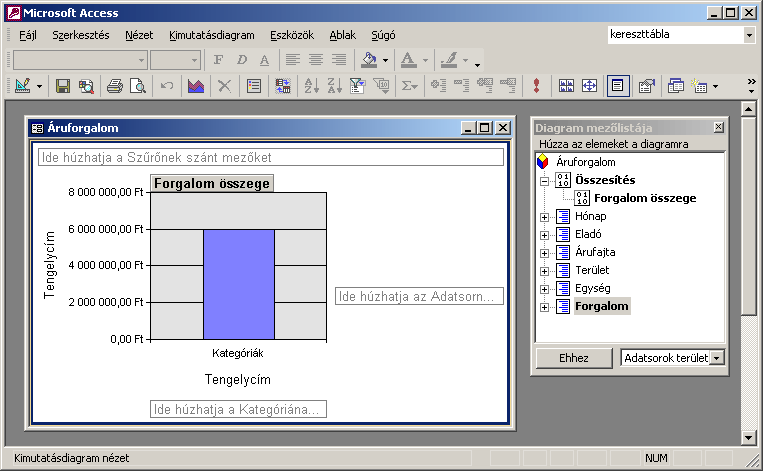 Microsoft Access
Fájl Szerkesztés Nézet Kimutatásdiagram Eszközök Ablak Súgó
kereszttábla
Áruforgalom
Ide húzhatja a Szűrőnek szánt mezőket
Forgalom összege
8 000 000,00 Ft
6 000 000,00 Ft
4 000 000,00 Ft
2 000 000,00 Ft
0,00 Ft
Tengelycím
Kategóriák
Tengelycím
Ide húzhatja az Adatsorn...
Ide húzhatja a Kategóriána...
Diagram mezőlistája
Húzza az elemeket a diagramra
Áruforgalom
Összesítés
Forgalom összege
Hónap
Eladó
Árufajta
Terület
Egység
Forgalom
Ehhez
Adatsorok terület
Kimutatásdiagram nézet
NUM